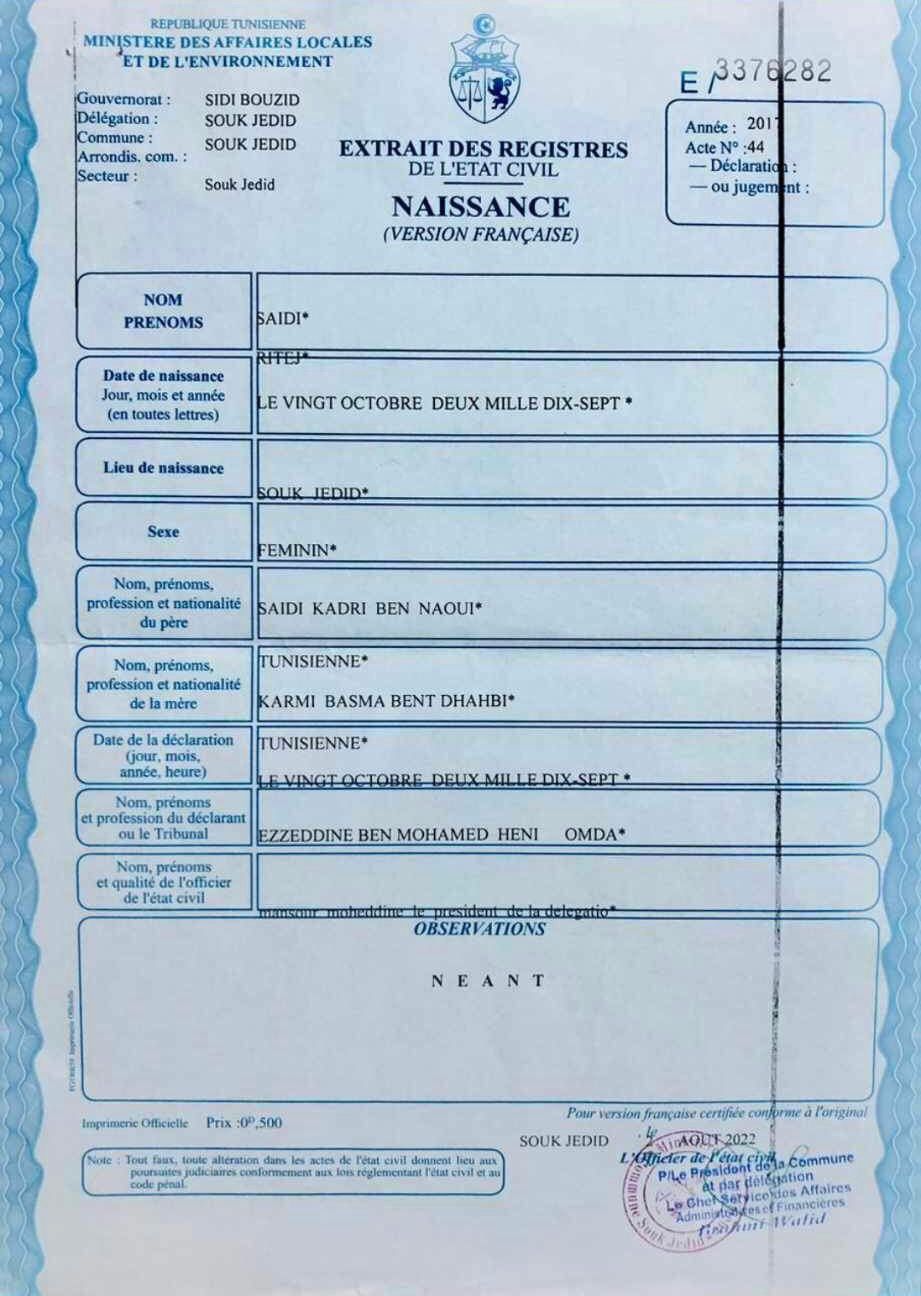 REPUBLIQUE TUNISIENNE
MINISTERE DES AFFAIRES LOCALES
ET DE L'ENVIRONNEMENT
Gouvernorat : SIDI BOUZID
Délégation : SOUK JEDID
Commune : SOUK JEDID
Arrondis. com. :
Secteur : Souk Jedid
E / 3376282
EXTRAIT DES REGISTRES
DE L'ETAT CIVIL
NAISSANCE
(VERSION FRANÇAISE)
Année : 2017
Acte N° :44
— Déclaration :
— ou jugement :
NOM
PRENOMS
SAIDI*
RITEJ*
Date de naissance
Jour, mois et année
(en toutes lettres)
LE VINGT OCTOBRE DEUX MILLE DIX-SEPT *
Lieu de naissance
SOUK JEDID*
Sexe
FEMININ*
Nom, prénoms,
profession et nationalité
du père
SAIDI KADRI BEN NAOUI*
TUNISIENNE*
Nom, prénoms,
profession et nationalité
de la mère
KARMI BASMA BENT DHAHBI*
TUNISIENNE*
Date de la déclaration
(jour, mois,
année, heure)
LE VINGT OCTOBRE DEUX MILLE DIX-SEPT *
Nom, prénoms
et profession du déclarant
ou le Tribunal
EZZEDDINE BEN MOHAMED HENI OMDA*
Nom, prénoms
et qualité de l'officier
de l'état civil
mansour moheddine le president de la delegatio*
OBSERVATIONS
N E A N T
Imprimerie Officielle Prix :0ᴰ,500
Pour version française certifiée conforme à l'original
SOUK JEDID le AOUT 2022
L'Officier de l'état civil
P/Le Président de la Commune
et par délégation
Le Chef Service des Affaires
Administratives et Financières
Walid
Souk Jedid
Note : Tout faux, toute altération dans les actes de l'état civil donnent lieu aux
poursuites judiciaires conformement aux lois réglementant l'état civil et au
code pénal.